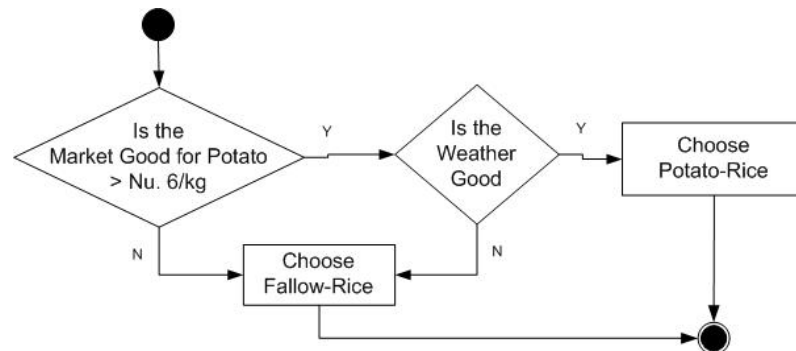 Is the
Market Good for Potato
> Nu. 6/kg
Y
Is the
Weather
Good
Y
Choose
Potato-Rice
N
Choose
Fallow-Rice
N